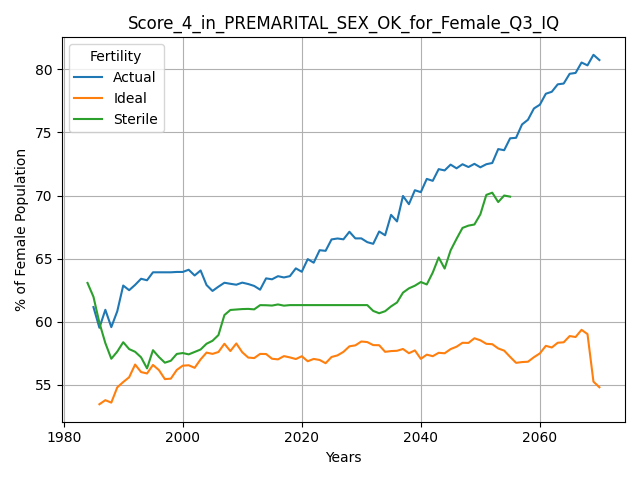 Score_4_in_PREMARITAL_SEX_OK_for_Female_Q3_IQ
Fertility
Actual
Ideal
Sterile
% of Female Population
80
75
70
65
60
55
1980
2000
2020
2040
2060
Years